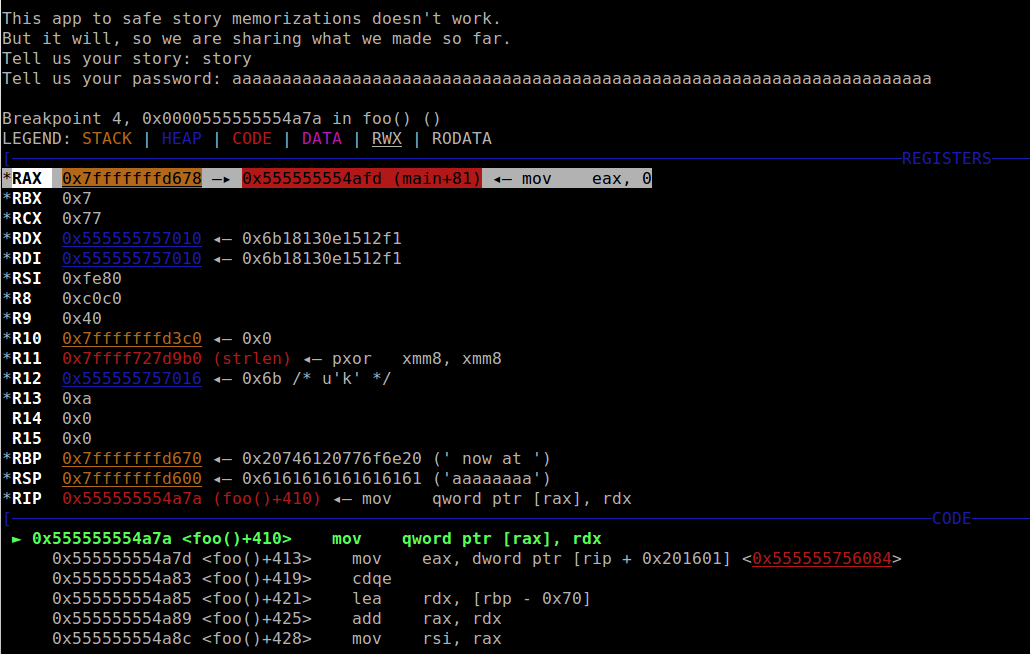 This app to safe story memorizations doesn't work.
But it will, so we are sharing what we made so far.
Tell us your story: story
Tell us your password: aaaaaaaaaaaaaaaaaaaaaaaaaaaaaaaaaaaaaaaaaaaaaaaaaaaaaaaaaaaaaaaaaaaaaa
Breakpoint 4, 0x0000555555554a7a in foo() ()
LEGEND: STACK | HEAP | CODE | DATA | RWX | RODATA
[───REGISTERS───
*RAX  0x7fffffffd678 —▸ 0x555555554afd (main+81) ◂— mov    eax, 0
*RBX  0x7
*RCX  0x77
*RDX  0x555555757010 ◂— 0x6b18130e1512f1
*RDI  0x555555757010 ◂— 0x6b18130e1512f1
*RSI  0xfe80
*R8   0xc0c0
*R9   0x40
*R10  0x7fffffffd3c0 ◂— 0x0
*R11  0x7ffff727d9b0 (strlen) ◂— pxor   xmm8, xmm8
*R12  0x555555757016 ◂— 0x6b /* u'k' */
*R13  0xa
 R14  0x0
 R15  0x0
*RBP  0x7fffffffd670 ◂— 0x20746120776f6e20 (' now at ')
*RSP  0x7fffffffd600 ◂— 0x6161616161616161 ('aaaaaaaa')
*RIP  0x555555554a7a (foo()+410) ◂— mov    qword ptr [rax], rdx
[───CODE───
 ► 0x555555554a7a <foo()+410>    mov    qword ptr [rax], rdx
   0x555555554a7d <foo()+413>    mov    eax, dword ptr [rip + 0x201601] <0x555555756084>
   0x555555554a83 <foo()+419>    cdqe
   0x555555554a85 <foo()+421>    lea    rdx, [rbp - 0x70]
   0x555555554a89 <foo()+425>    add    rax, rdx
   0x555555554a8c <foo()+428>    mov    rsi, rax